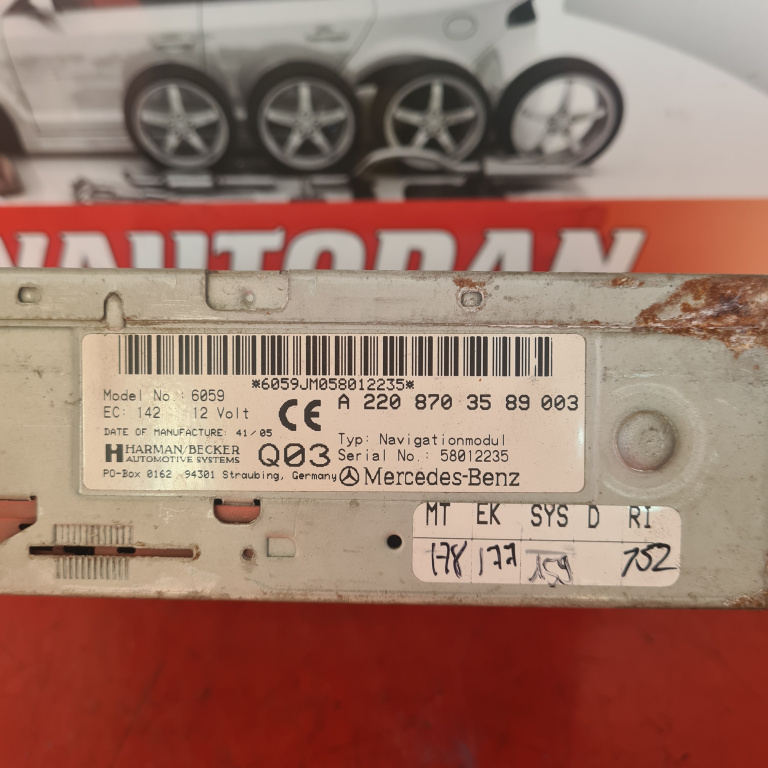 NAUTODAN
*6059JM058012235*
Model No.: 6059
EC: 142 12 Volt
CE
A 220 870 35 89 003
DATE OF MANUFACTURE: 41/05
HARMAN/BECKER
AUTOMOTIVE SYSTEMS
Q03
Typ: Navigationmodul
Serial No.: 58012235
PO-Box 0162 94301 Straubing, Germany
Mercedes-Benz
MT EK SYS D RI
178 177 159 152